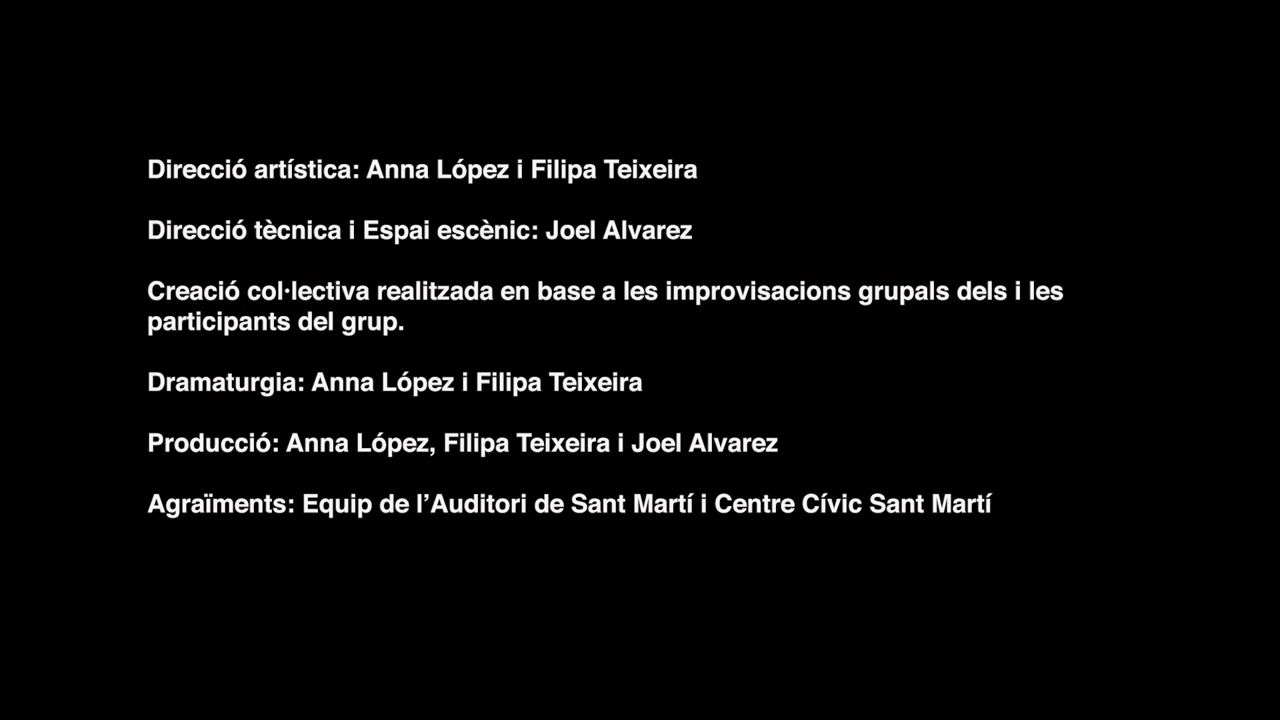 Direcció artística: Anna López i Filipa Teixeira
Direcció tècnica i Espai escènic: Joel Alvarez
Creació col·lectiva realitzada en base a les improvisacions grupals dels i les
participants del grup.
Dramaturgia: Anna López i Filipa Teixeira
Producció: Anna López, Filipa Teixeira i Joel Alvarez
Agraïments: Equip de l’Auditori de Sant Martí i Centre Cívic Sant Martí